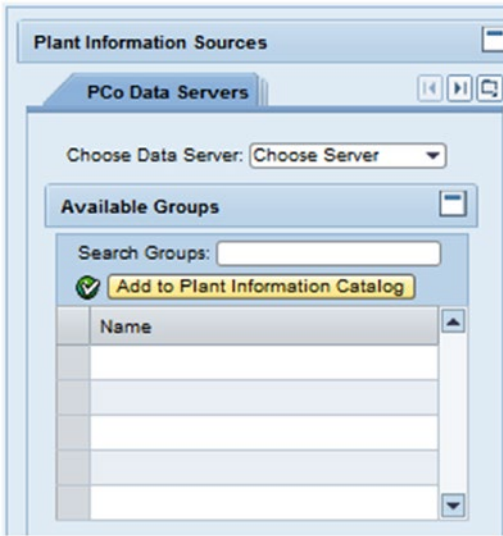 Plant Information Sources
PCo Data Servers
Choose Data Server: Choose Server
Available Groups
Search Groups:
Add to Plant Information Catalog
Name